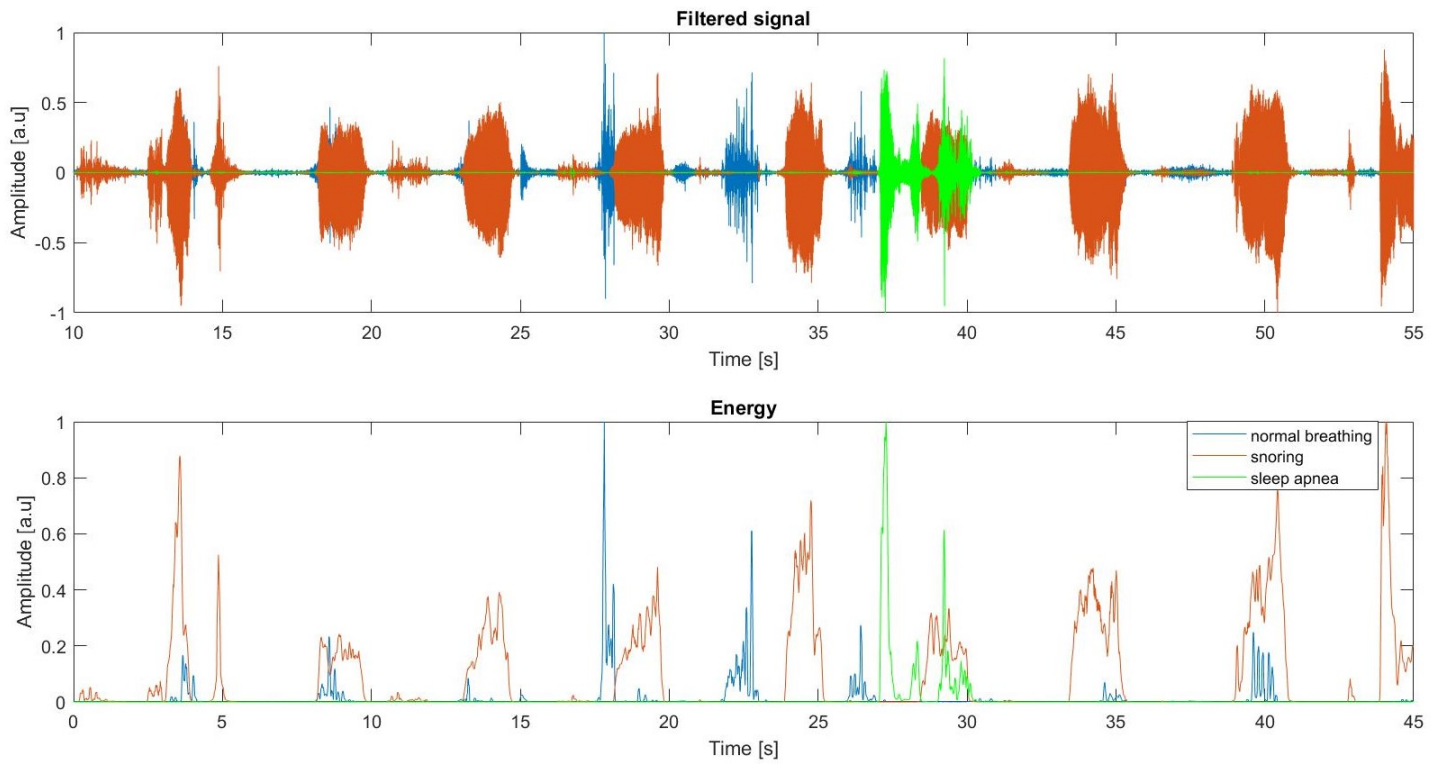 Filtered signal
1
0.5
0
-0.5
-1
Amplitude [a.u]
10 15 20 25 30 35 40 45 50 55
Time [s]
Energy
1
0.8
0.6
0.4
0.2
0
Amplitude [a.u]
normal breathing
snoring
sleep apnea
0 5 10 15 20 25 30 35 40 45
Time [s]